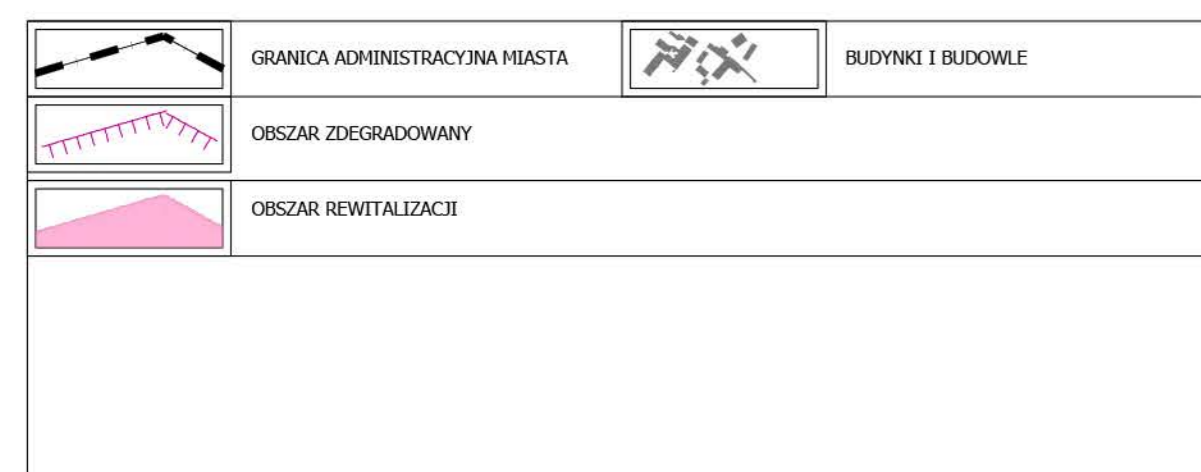 GRANICA ADMINISTRACYJNA MIASTA
BUDYNKI I BUDOWLE
OBSZAR ZDEGRADOWANY
OBSZAR REWITALIZACJI